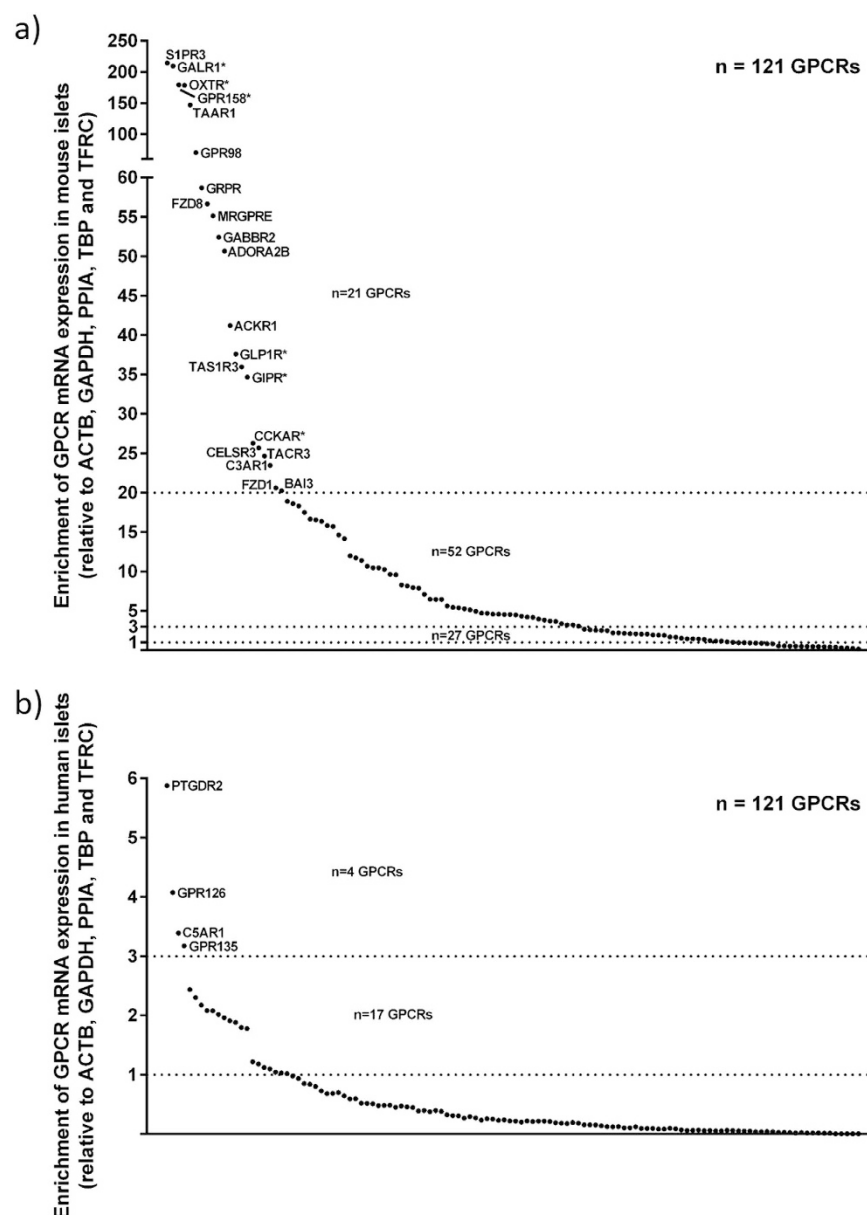 a)
Enrichment of GPCR mRNA expression in mouse islets
(relative to ACTB, GAPDH, PPIA, TBP and TFRC)
250
200
150
100
60
55
50
45
40
35
30
25
20
15
10
5
3
1
n = 121 GPCRs
S1PR3
GALR1*
OXTR*
GPR158*
TAAR1
GPR98
GRPR
FZD8
MRGPRE
GABBR2
ADORA2B
n=21 GPCRs
ACKR1
GLP1R*
TAS1R3
GIPR*
CCKAR*
CELSR3
TACR3
C3AR1
FZD1
BAI3
n=52 GPCRs
n=27 GPCRs
b)
Enrichment of GPCR mRNA expression in human islets
(relative to ACTB, GAPDH, PPIA, TBP and TFRC)
6
5
4
3
2
1
n = 121 GPCRs
PTGDR2
n=4 GPCRs
GPR126
C5AR1
GPR135
n=17 GPCRs